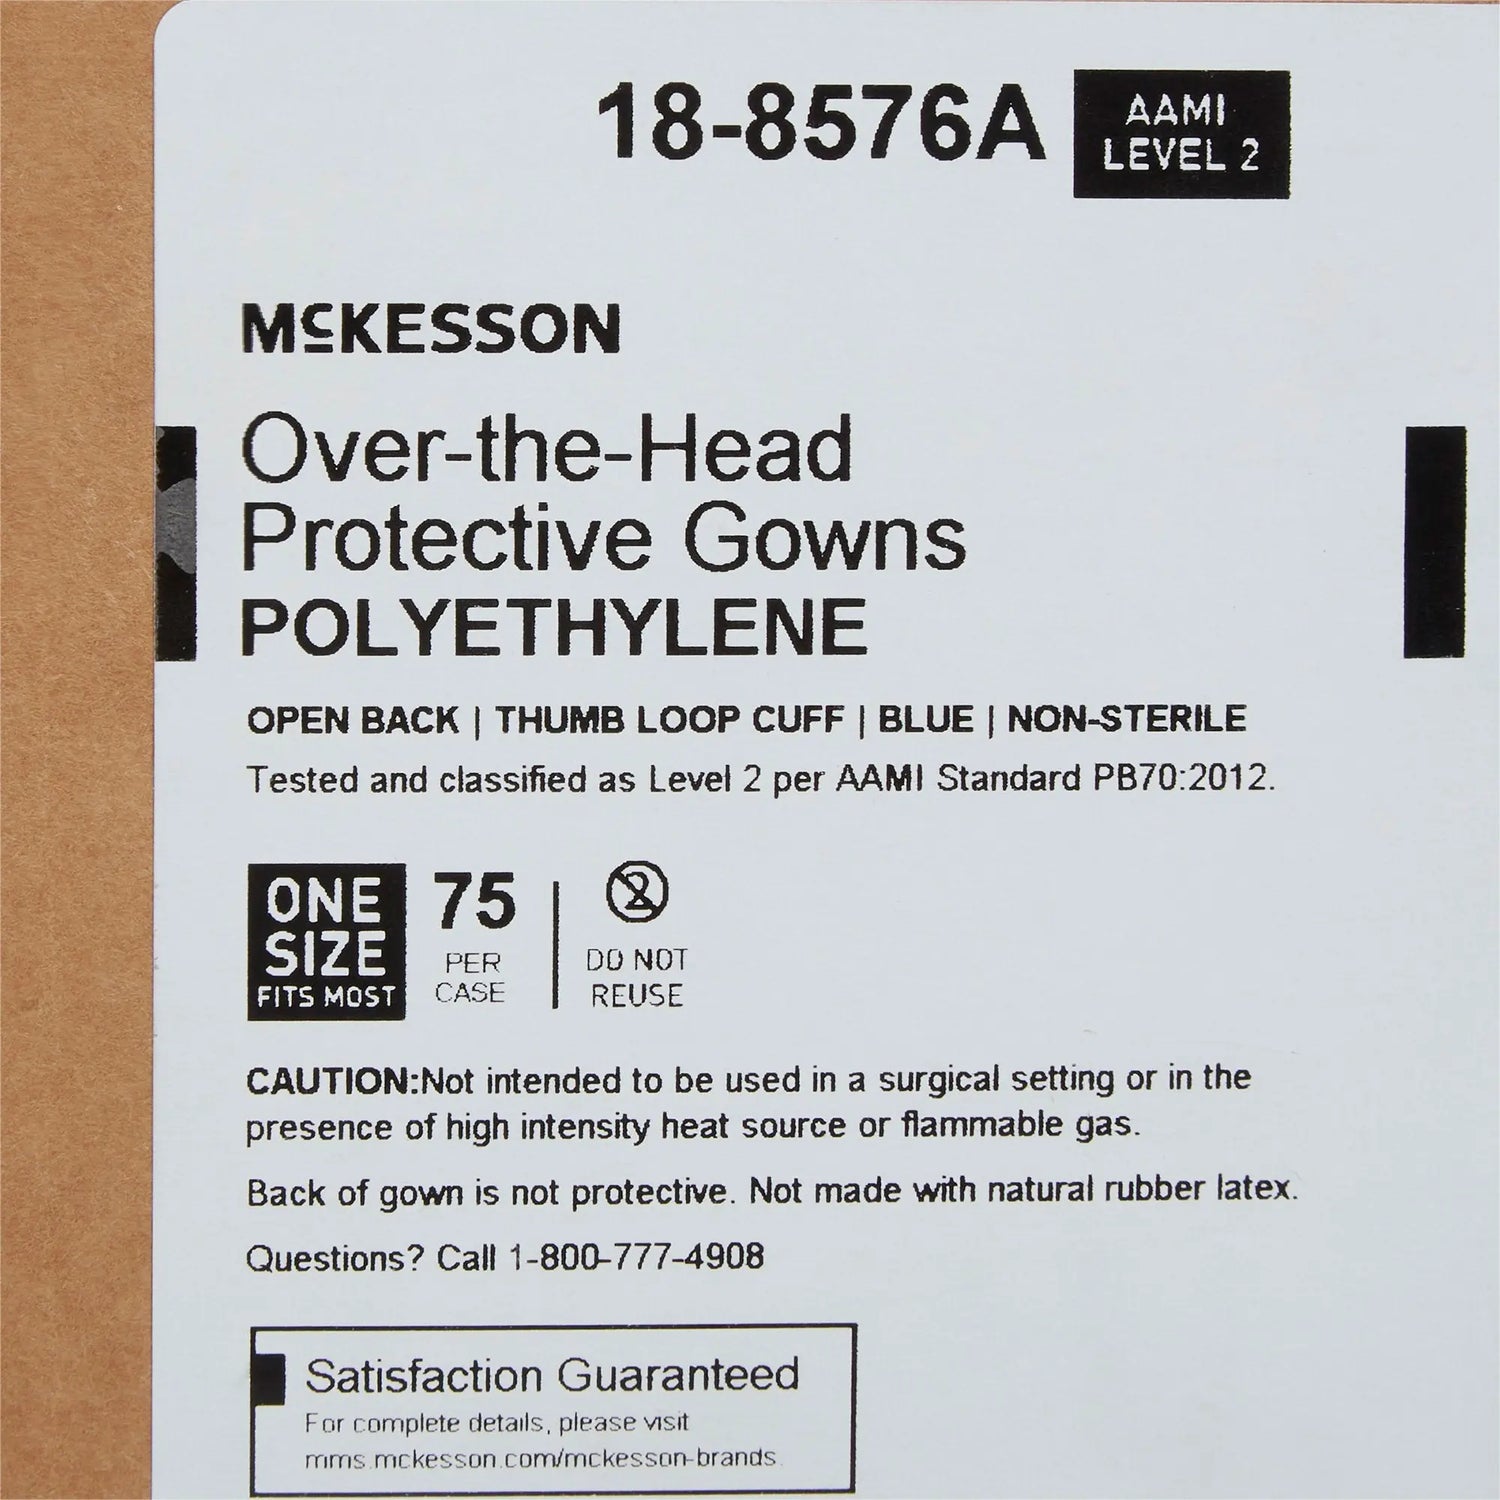 18-8576A
AAMI
LEVEL 2
McKESSON
Over-the-Head
Protective Gowns
POLYETHYLENE
OPEN BACK | THUMB LOOP CUFF | BLUE | NON-STERILE
Tested and classified as Level 2 per AAMI Standard PB70:2012.
ONE
SIZE
FITS MOST
75
PER
CASE
2
DO NOT
REUSE
CAUTION:Not intended to be used in a surgical setting or in the
presence of high intensity heat source or flammable gas.
Back of gown is not protective. Not made with natural rubber latex.
Questions? Call 1-800-777-4908
Satisfaction Guaranteed
For complete details, please visit
mms.mckesson.com/mckesson-brands.